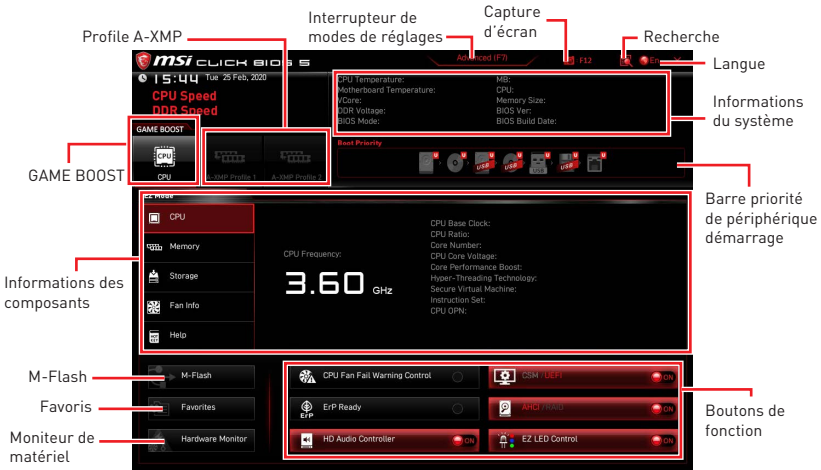 Profile A-XMP
Interrupteur de
modes de réglages
Capture
d'écran
Recherche
Langue
Informations
du système
Barre priorité
de périphérique
démarrage
GAME BOOST
Informations des
composants
M-Flash
Favoris
Moniteur de
matériel
Boutons de
fonction
msi CLICK BIOS 5
Advanced (F7)
F12
En
15:44 Tue 25 Feb, 2020
CPU Speed
DDR Speed
CPU Temperature:
Motherboard Temperature:
VCore:
DDR Voltage:
BIOS Mode:
MB:
CPU:
Memory Size:
BIOS Ver:
BIOS Build Date:
GAME BOOST
CPU
CPU
A-XMP Profile 1
A-XMP Profile 2
Boot Priority
U
U
U
USB
U
USB
U
USB
U
USB
U
EZ Mode
CPU
Memory
Storage
Fan Info
Help
CPU Frequency:
3.60 GHz
CPU Base Clock:
CPU Ratio:
Core Number:
CPU Core Voltage:
Core Performance Boost:
Hyper-Threading Technology:
Secure Virtual Machine:
Instruction Set:
CPU OPN:
M-Flash
Favorites
Hardware Monitor
CPU Fan Fail Warning Control
ErP
ErP Ready
HD Audio Controller
ON
CSM /UEFI
ON
AHCI /RAID
ON
EZ LED Control
ON